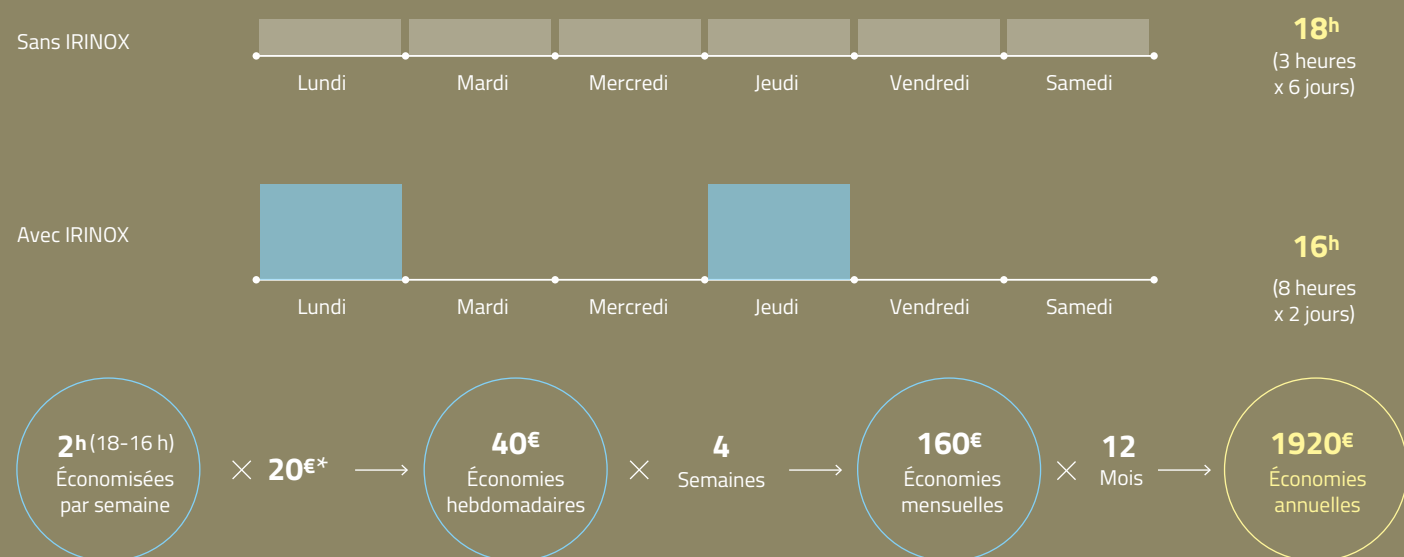 Sans IRINOX
Lundi Mardi Mercredi Jeudi Vendredi Samedi
18h
(3 heures
x 6 jours)
Avec IRINOX
Lundi Mardi Mercredi Jeudi Vendredi Samedi
16h
(8 heures
x 2 jours)
2h (18-16 h)
Économisées
par semaine
× 20€*
40€
Économies
hebdomadaires
× 4
Semaines
160€
Économies
mensuelles
× 12
Mois
1920€
Économies
annuelles